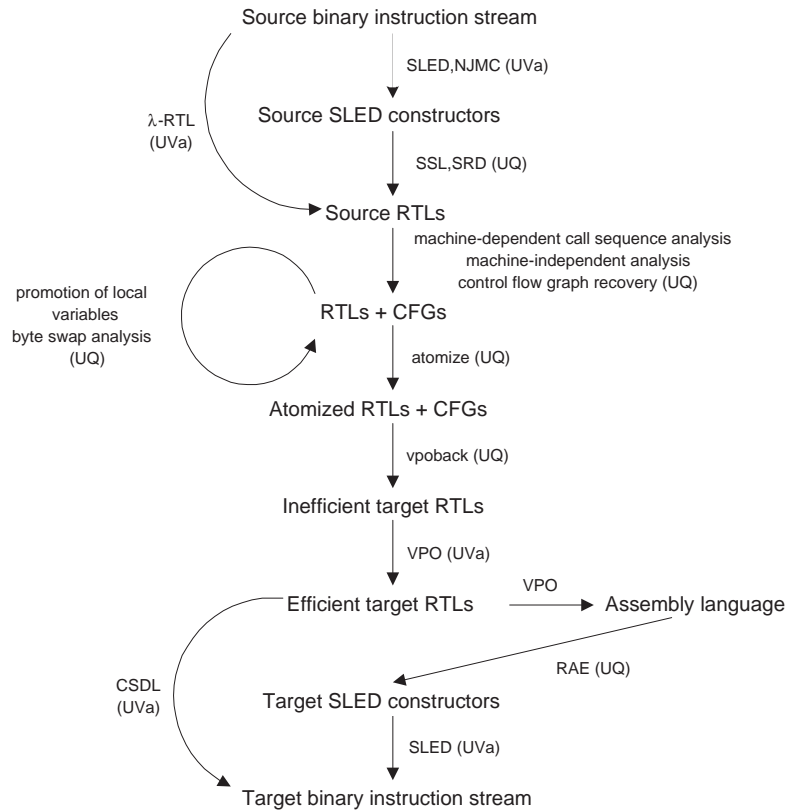 Source binary instruction stream
SLED,NJMC (UVa)
λ-RTL
(UVa)
Source SLED constructors
SSL,SRD (UQ)
Source RTLs
machine-dependent call sequence analysis
machine-independent analysis
control flow graph recovery (UQ)
promotion of local
variables
byte swap analysis
(UQ)
RTLs + CFGs
atomize (UQ)
Atomized RTLs + CFGs
vpoback (UQ)
Inefficient target RTLs
VPO (UVa)
Efficient target RTLs
VPO
Assembly language
RAE (UQ)
CSDL
(UVa)
Target SLED constructors
SLED (UVa)
Target binary instruction stream